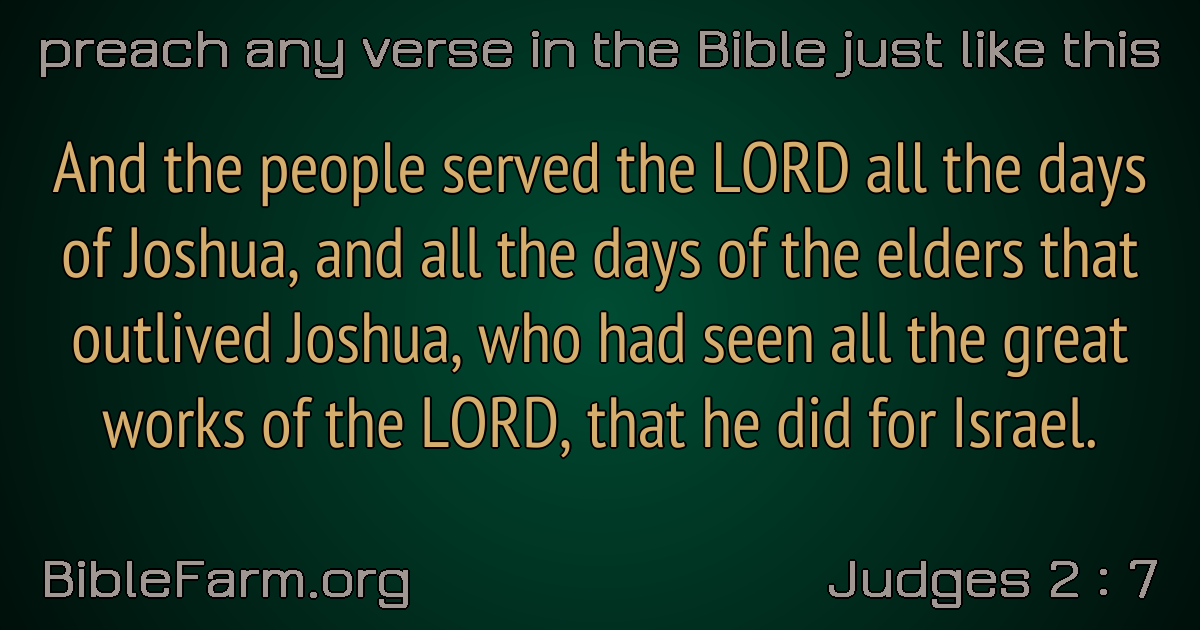 preach any verse in the Bible just like this
And the people served the LORD all the days
of Joshua, and all the days of the elders that
outlived Joshua, who had seen all the great
works of the LORD, that he did for Israel.
BibleFarm.org
Judges 2 : 7